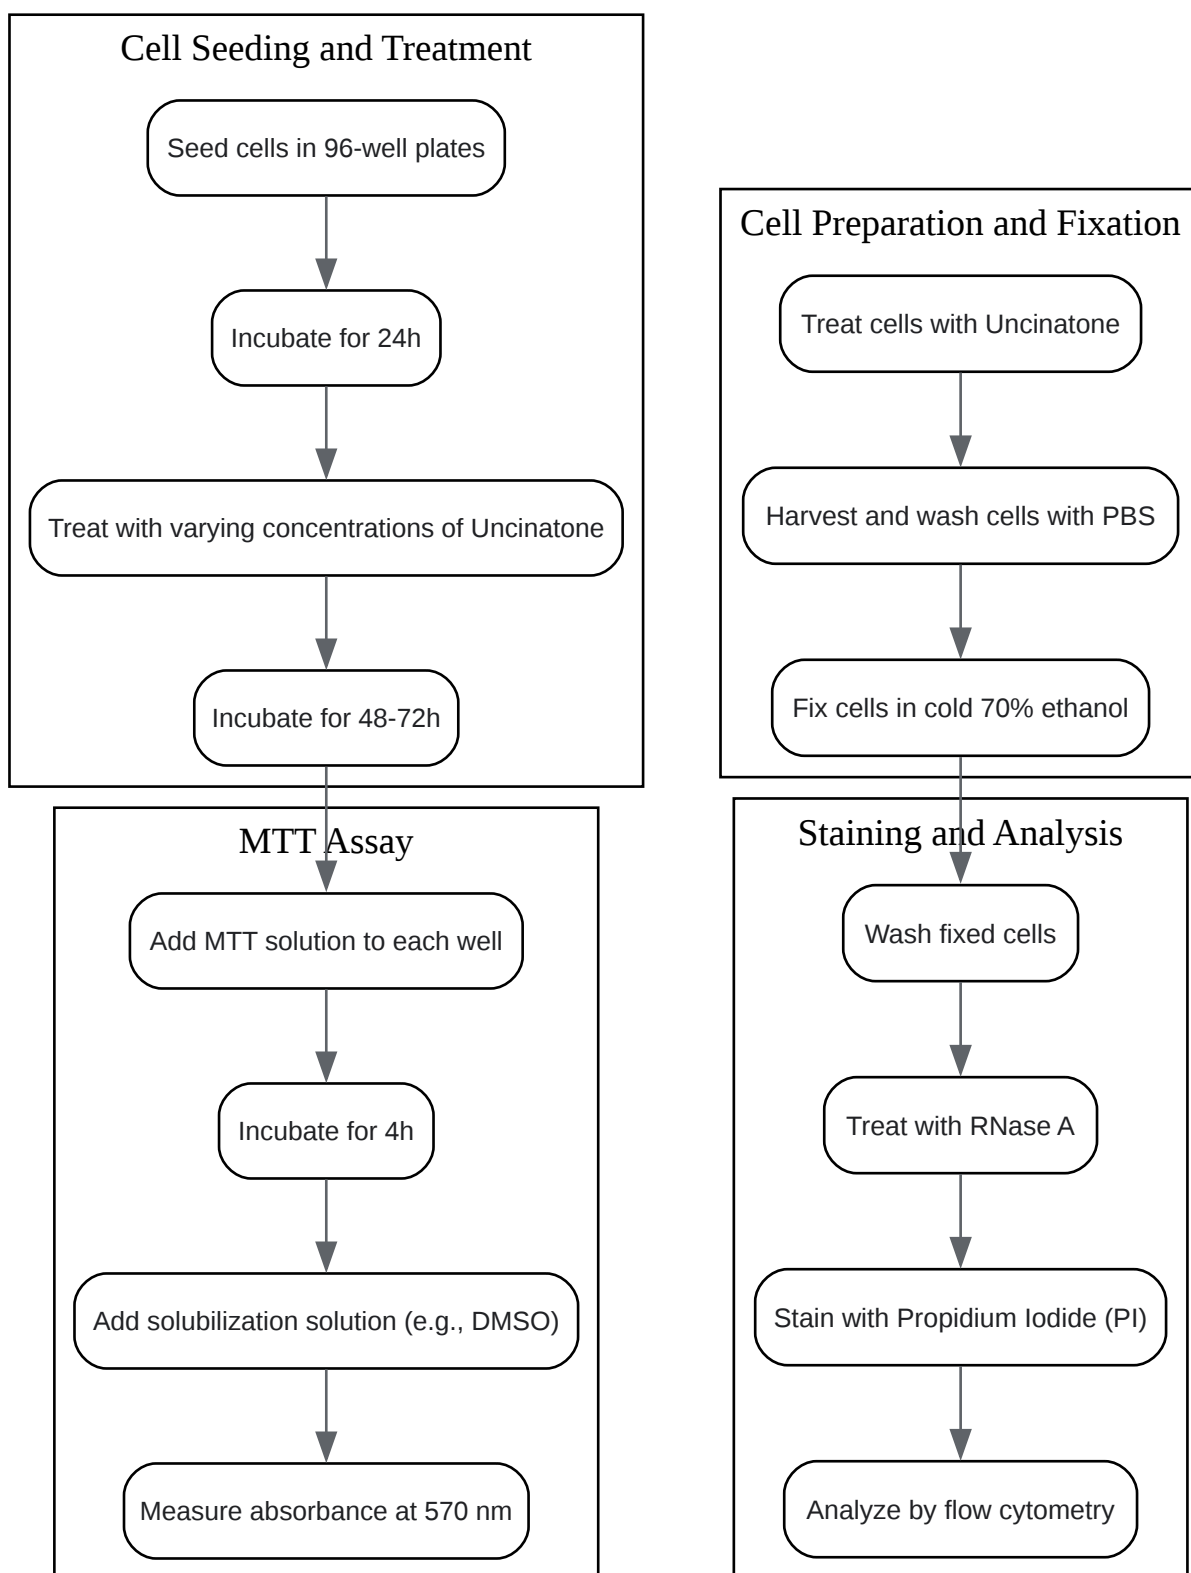 Cell Seeding and Treatment
Seed cells in 96-well plates
Incubate for 24h
Treat with varying concentrations of Uncinatone
Incubate for 48-72h
MTT Assay
Add MTT solution to each well
Incubate for 4h
Add solubilization solution (e.g., DMSO)
Measure absorbance at 570 nm
Cell Preparation and Fixation
Treat cells with Uncinatone
Harvest and wash cells with PBS
Fix cells in cold 70% ethanol
Staining and Analysis
Wash fixed cells
Treat with RNase A
Stain with Propidium Iodide (PI)
Analyze by flow cytometry